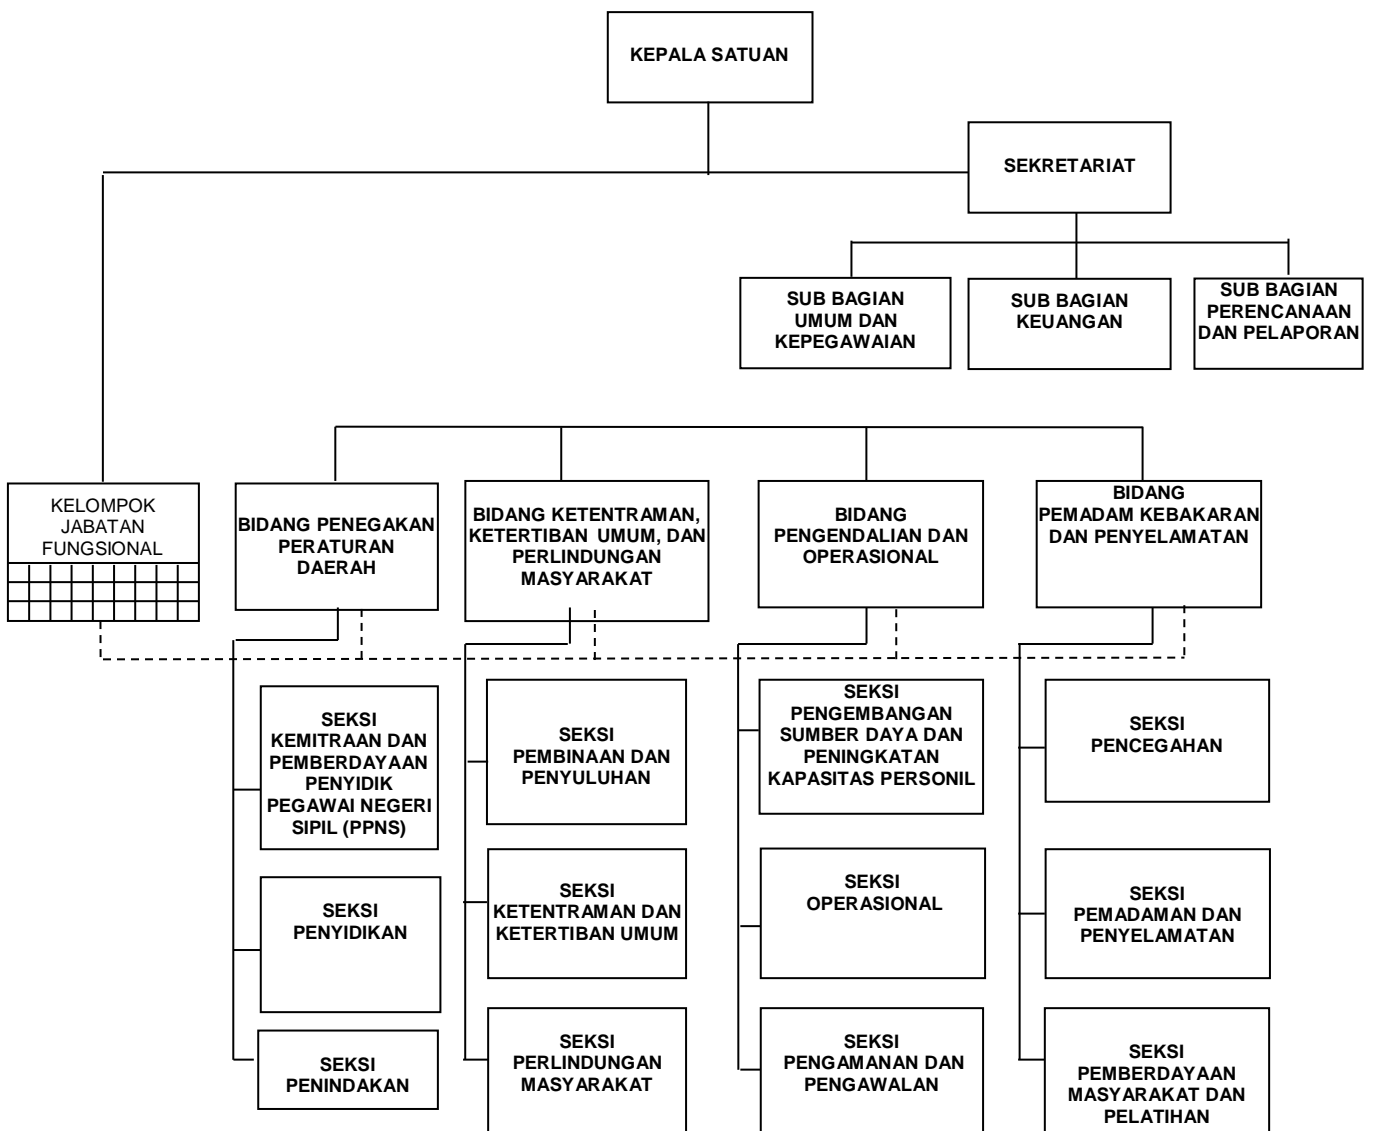 KEPALA SATUAN
SEKRETARIAT
SUB BAGIAN
UMUM DAN
KEPEGAWAIAN
SUB BAGIAN
KEUANGAN
SUB BAGIAN
PERENCANAAN
DAN PELAPORAN
KELOMPOK
JABATAN
FUNGSIONAL
BIDANG PENEGAKAN
PERATURAN
DAERAH
BIDANG KETENTRAMAN,
KETERTIBAN UMUM, DAN
PERLINDUNGAN
MASYARAKAT
BIDANG
PENGENDALIAN DAN
OPERASIONAL
BIDANG
PEMADAM KEBAKARAN
DAN PENYELAMATAN
SEKSI
KEMITRAAN DAN
PEMBERDAYAAN
PENYIDIK
PEGAWAI NEGERI
SIPIL (PPNS)
SEKSI
PENYIDIKAN
SEKSI
PENINDAKAN
SEKSI
PEMBINAAN DAN
PENYULUHAN
SEKSI
KETENTRAMAN DAN
KETERTIBAN UMUM
SEKSI
PERLINDUNGAN
MASYARAKAT
SEKSI
PENGEMBANGAN
SUMBER DAYA DAN
PENINGKATAN
KAPASITAS PERSONIL
SEKSI
OPERASIONAL
SEKSI
PENGAMANAN DAN
PENGAWALAN
SEKSI
PENCEGAHAN
SEKSI
PEMADAMAN DAN
PENYELAMATAN
SEKSI
PEMBERDAYAAN
MASYARAKAT DAN
PELATIHAN